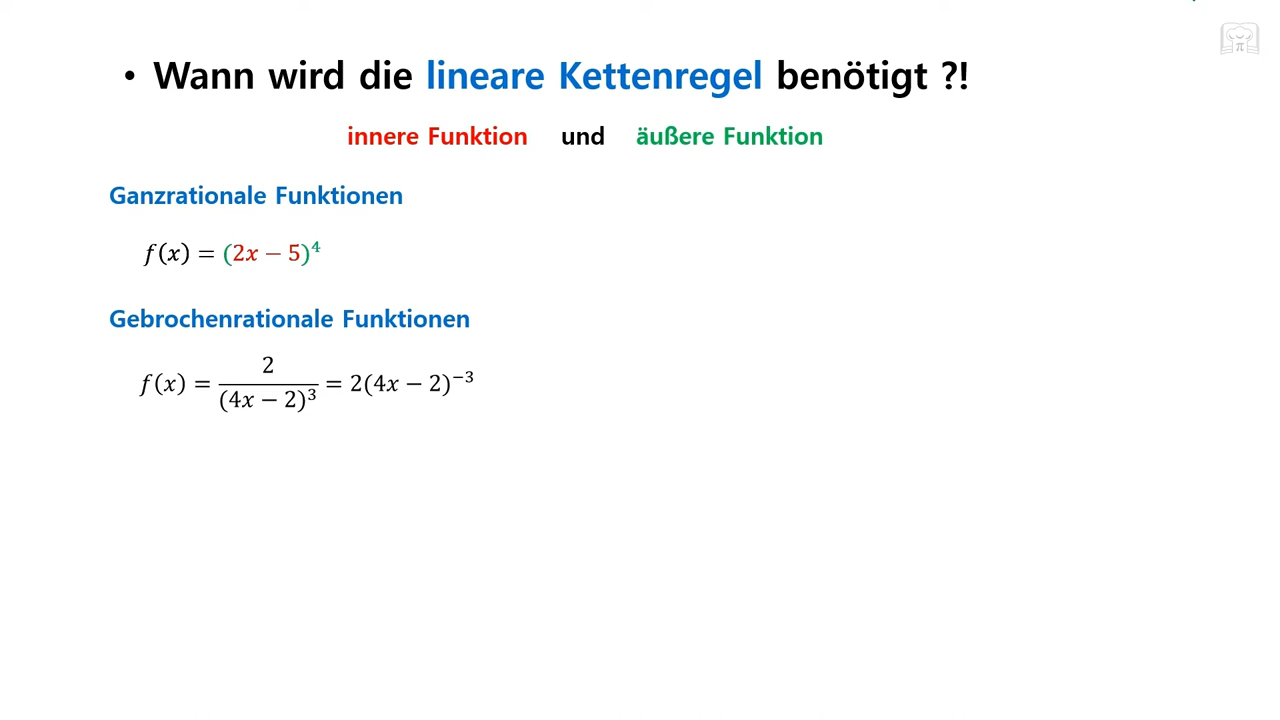 • Wann wird die lineare Kettenregel benötigt ?!
innere Funktion und äußere Funktion
Ganzrationale Funktionen
f(x) = (2x − 5)⁴
Gebrochenrationale Funktionen
f(x) = 2/(4x − 2)³ = 2(4x − 2)⁻³